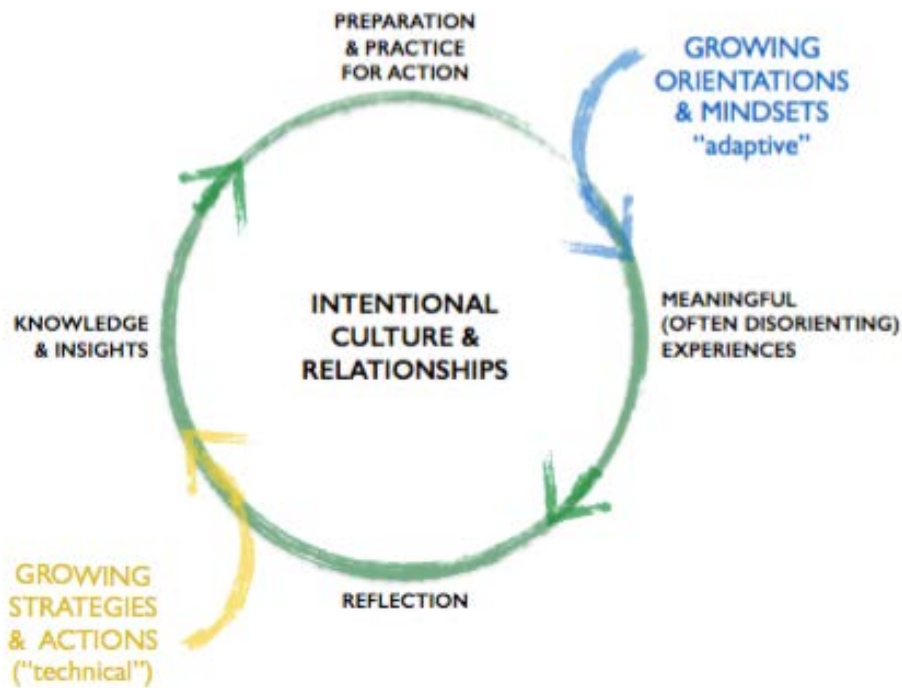 PREPARATION
& PRACTICE
FOR ACTION
GROWING
ORIENTATIONS
& MINDSETS
"adaptive"
MEANINGFUL
(OFTEN DISORIENTING)
EXPERIENCES
INTENTIONAL
CULTURE &
RELATIONSHIPS
KNOWLEDGE
& INSIGHTS
REFLECTION
GROWING
STRATEGIES
& ACTIONS
("technical")